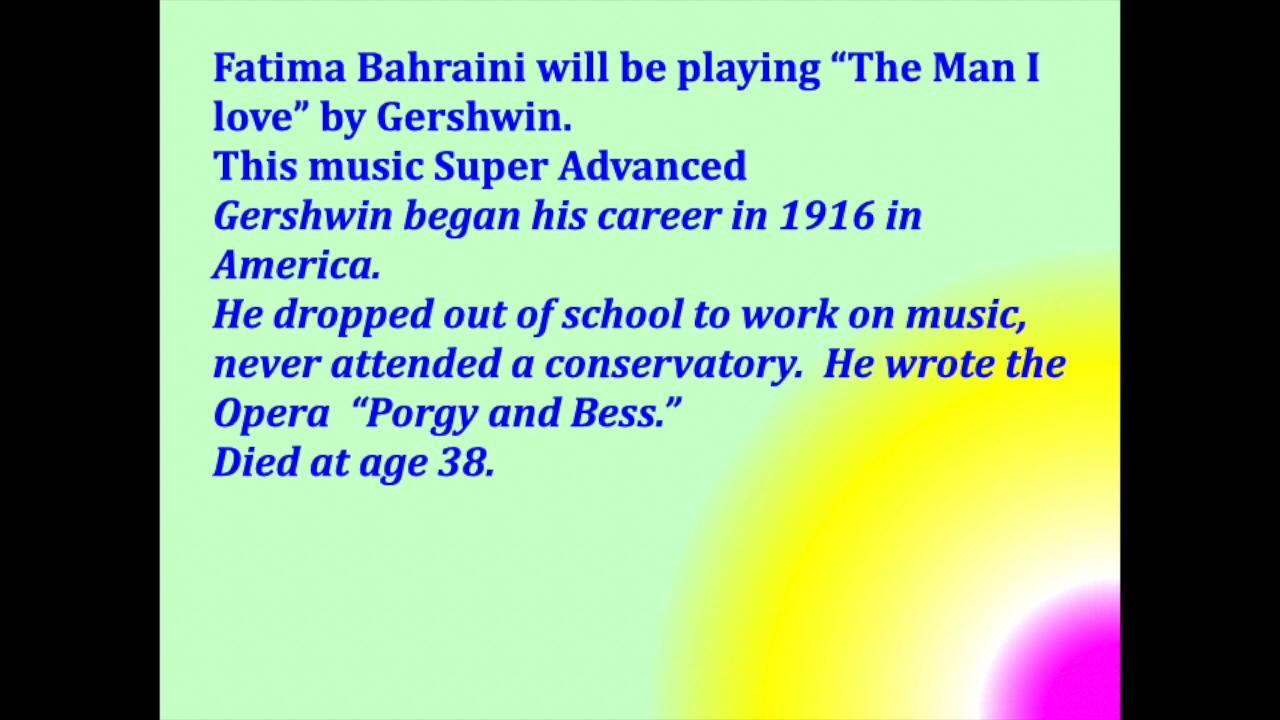 Fatima Bahraini will be playing “The Man I
love” by Gershwin.
This music Super Advanced
Gershwin began his career in 1916 in
America.
He dropped out of school to work on music,
never attended a conservatory.  He wrote the
Opera  “Porgy and Bess.”
Died at age 38.